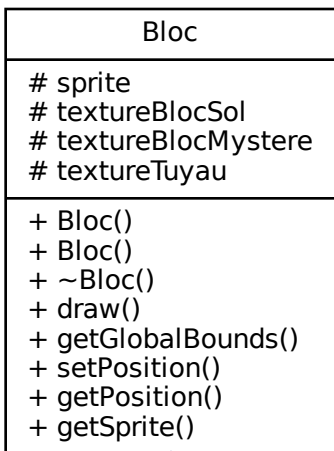 Bloc
# sprite
# textureBlocSol
# textureBlocMystere
# textureTuyau
+ Bloc()
+ Bloc()
+ ~Bloc()
+ draw()
+ getGlobalBounds()
+ setPosition()
+ getPosition()
+ getSprite()